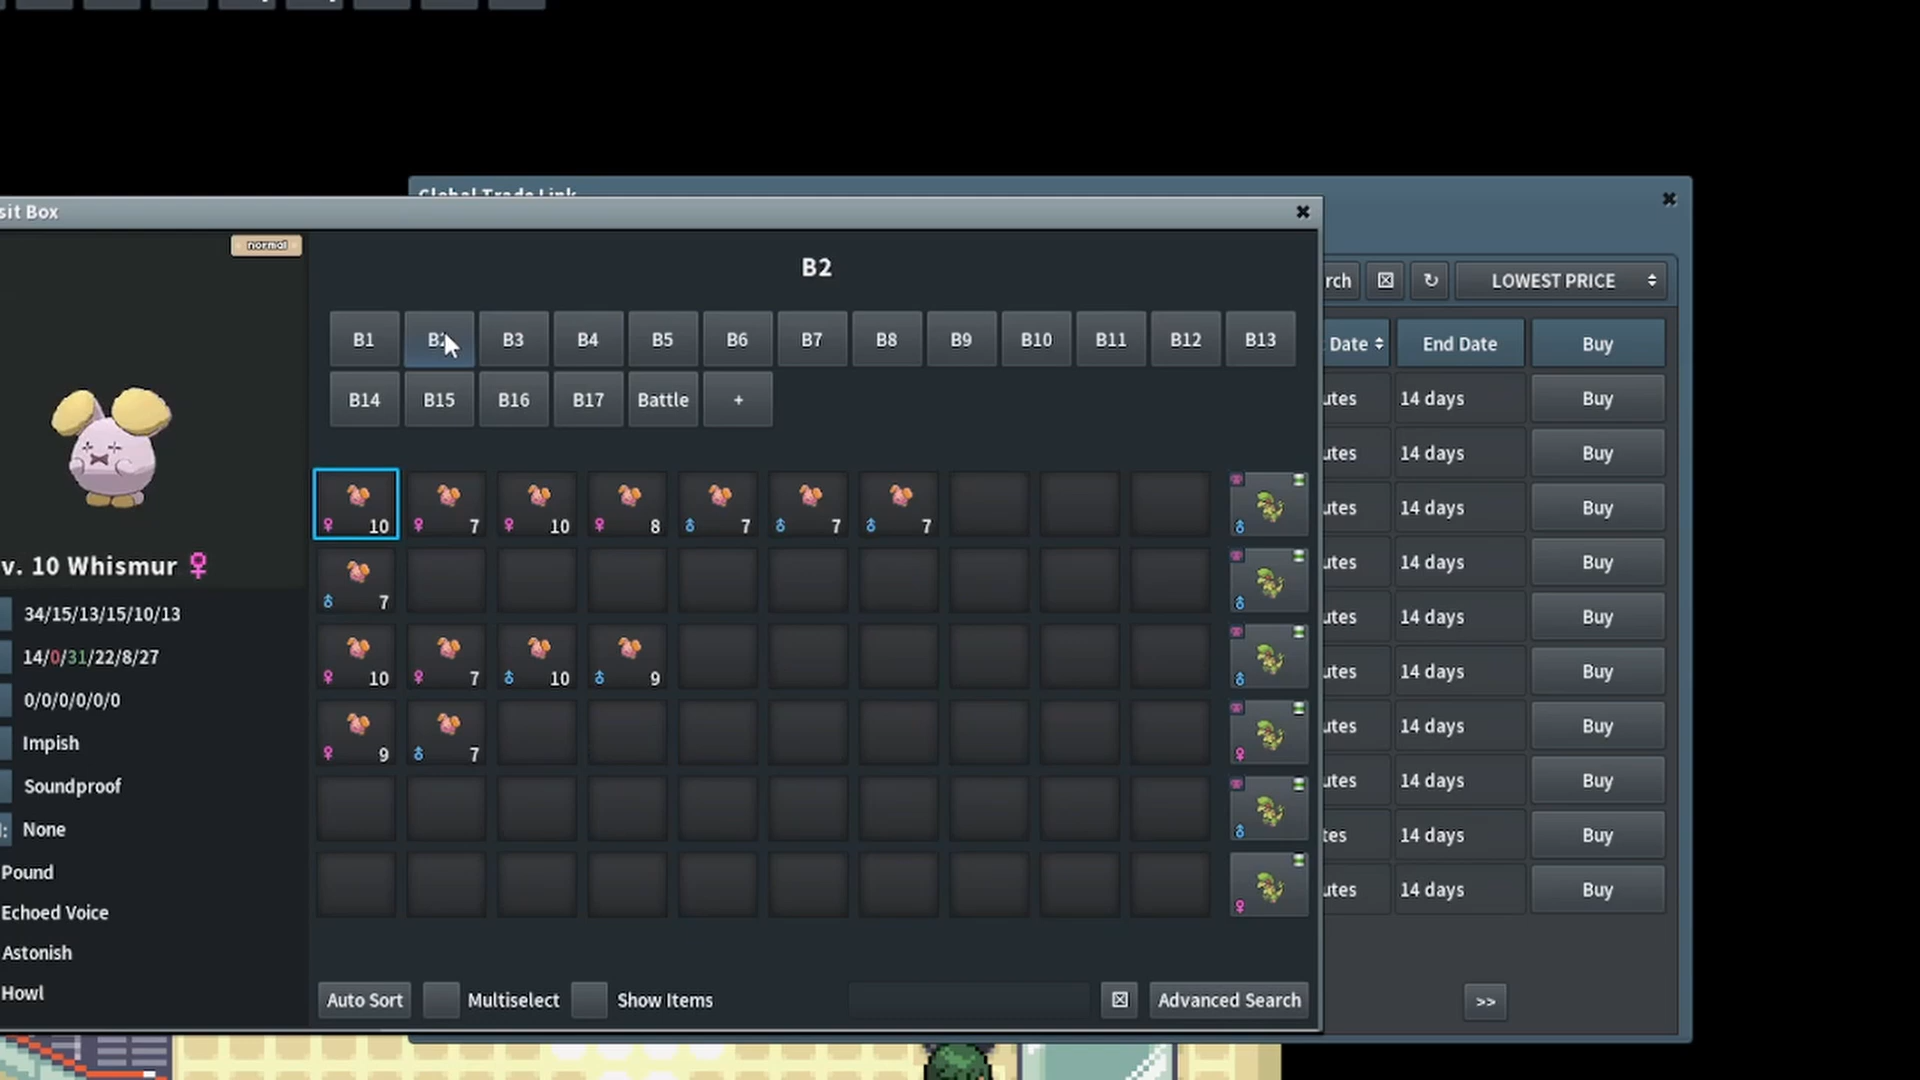 Global Trade Link
sit Box
normal
B2
rch
LOWEST PRICE
B1 B2 B3 B4 B5 B6 B7 B8 B9 B10 B11 B12 B13
Date End Date Buy
B14 B15 B16 B17 Battle +
utes 14 days Buy
utes 14 days Buy
10 7 10 8 7 7 7
utes 14 days Buy
v. 10 Whismur ♀
utes 14 days Buy
7
34/15/13/15/10/13
utes 14 days Buy
14/0/31/22/8/27
10 7 10 9
utes 14 days Buy
0/0/0/0/0/0
Impish
9 7
utes 14 days Buy
Soundproof
utes 14 days Buy
: None
tes 14 days Buy
Pound
utes 14 days Buy
Echoed Voice
Astonish
Howl
Auto Sort Multiselect Show Items Advanced Search
>>